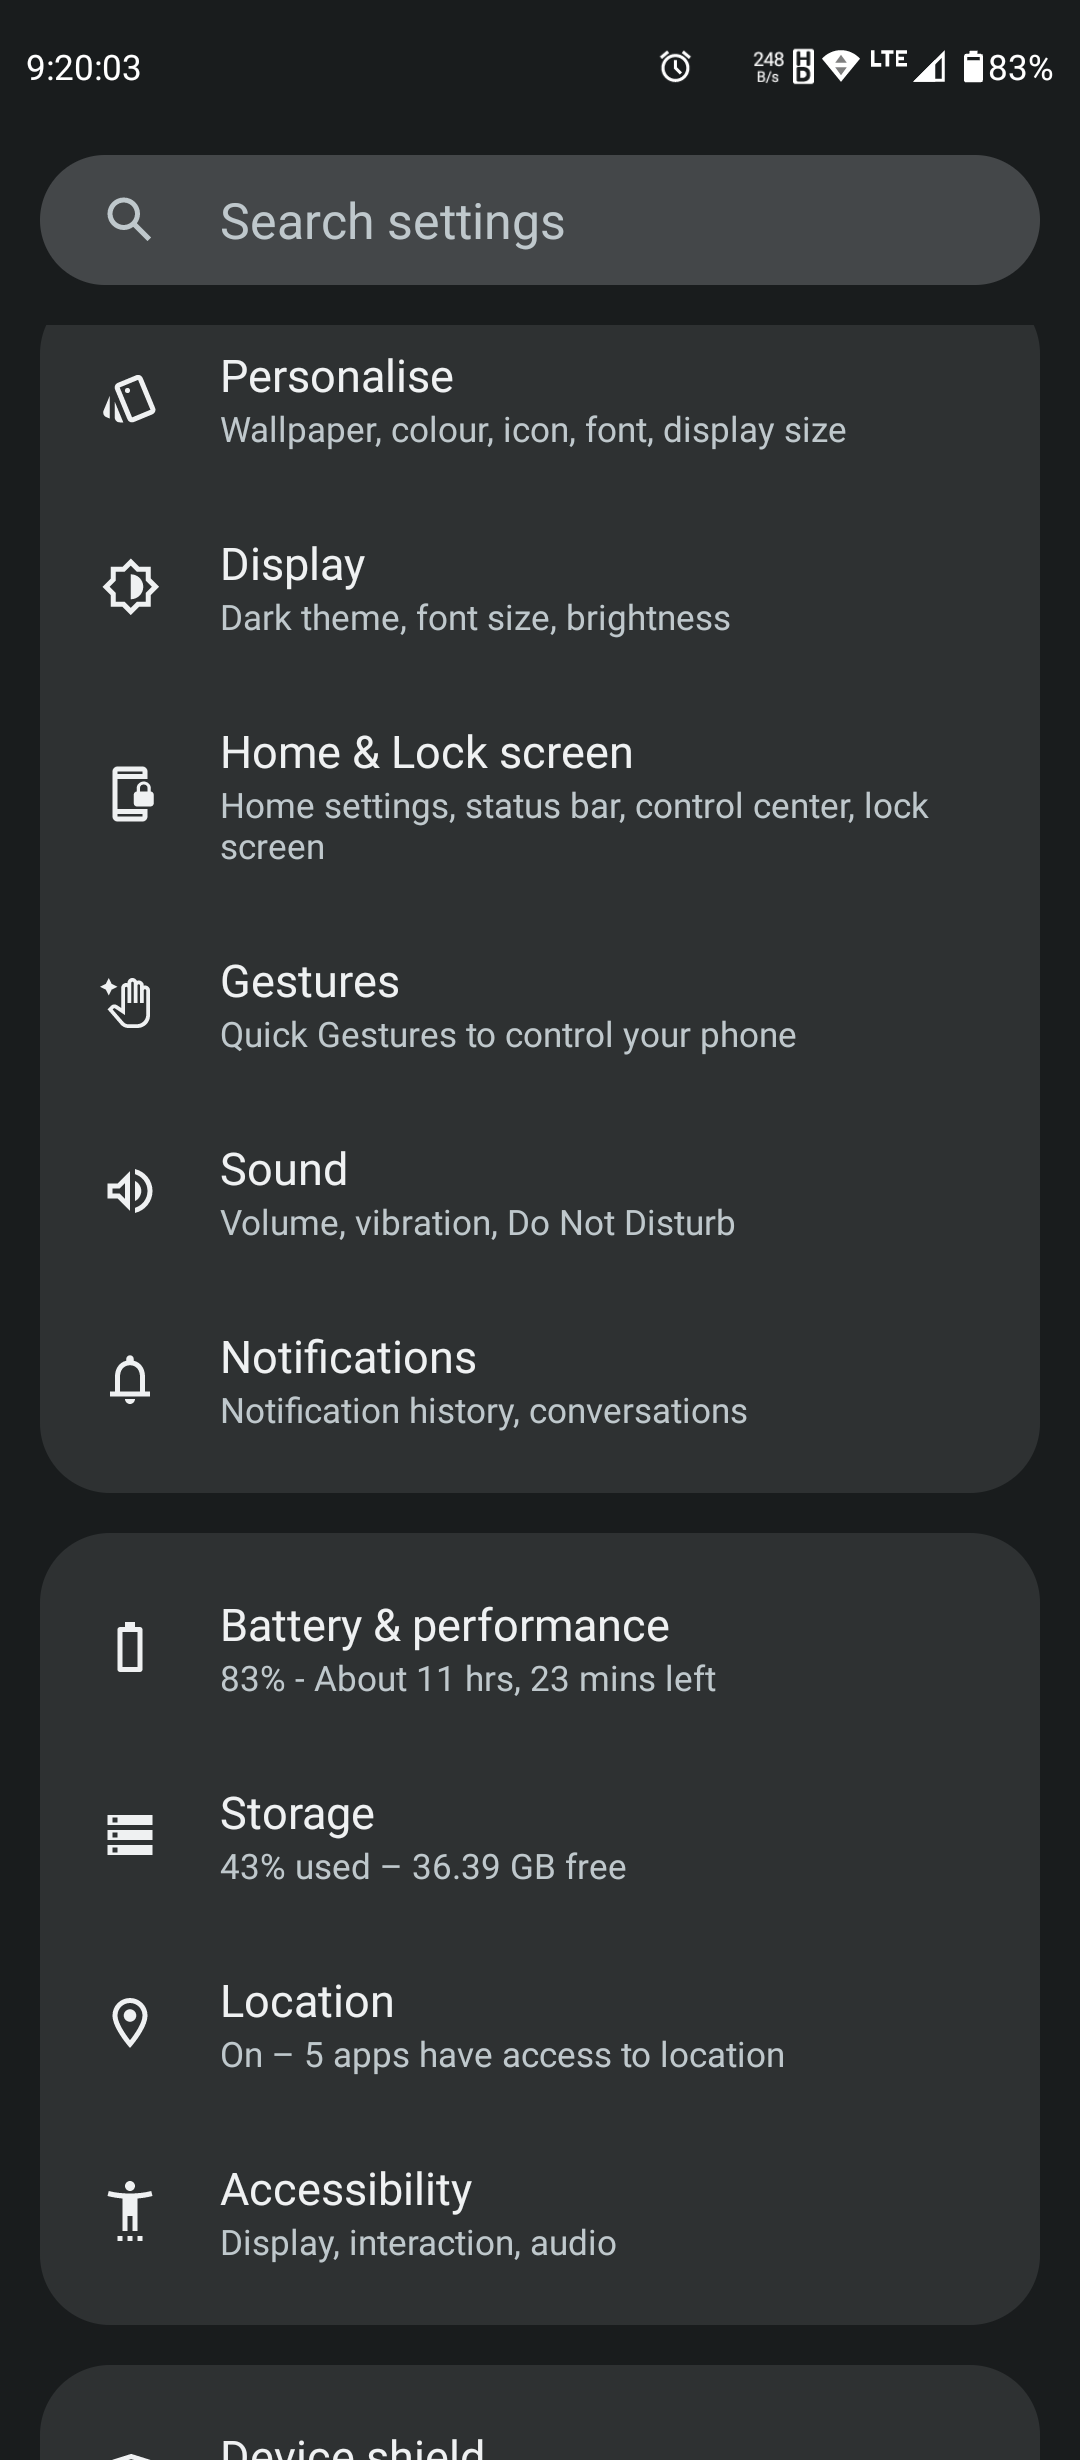 9:20:03
248 B/s HD LTE 83%
Search settings
Personalise
Wallpaper, colour, icon, font, display size
Display
Dark theme, font size, brightness
Home & Lock screen
Home settings, status bar, control center, lock
screen
Gestures
Quick Gestures to control your phone
Sound
Volume, vibration, Do Not Disturb
Notifications
Notification history, conversations
Battery & performance
83% - About 11 hrs, 23 mins left
Storage
43% used – 36.39 GB free
Location
On – 5 apps have access to location
Accessibility
Display, interaction, audio
Device shield